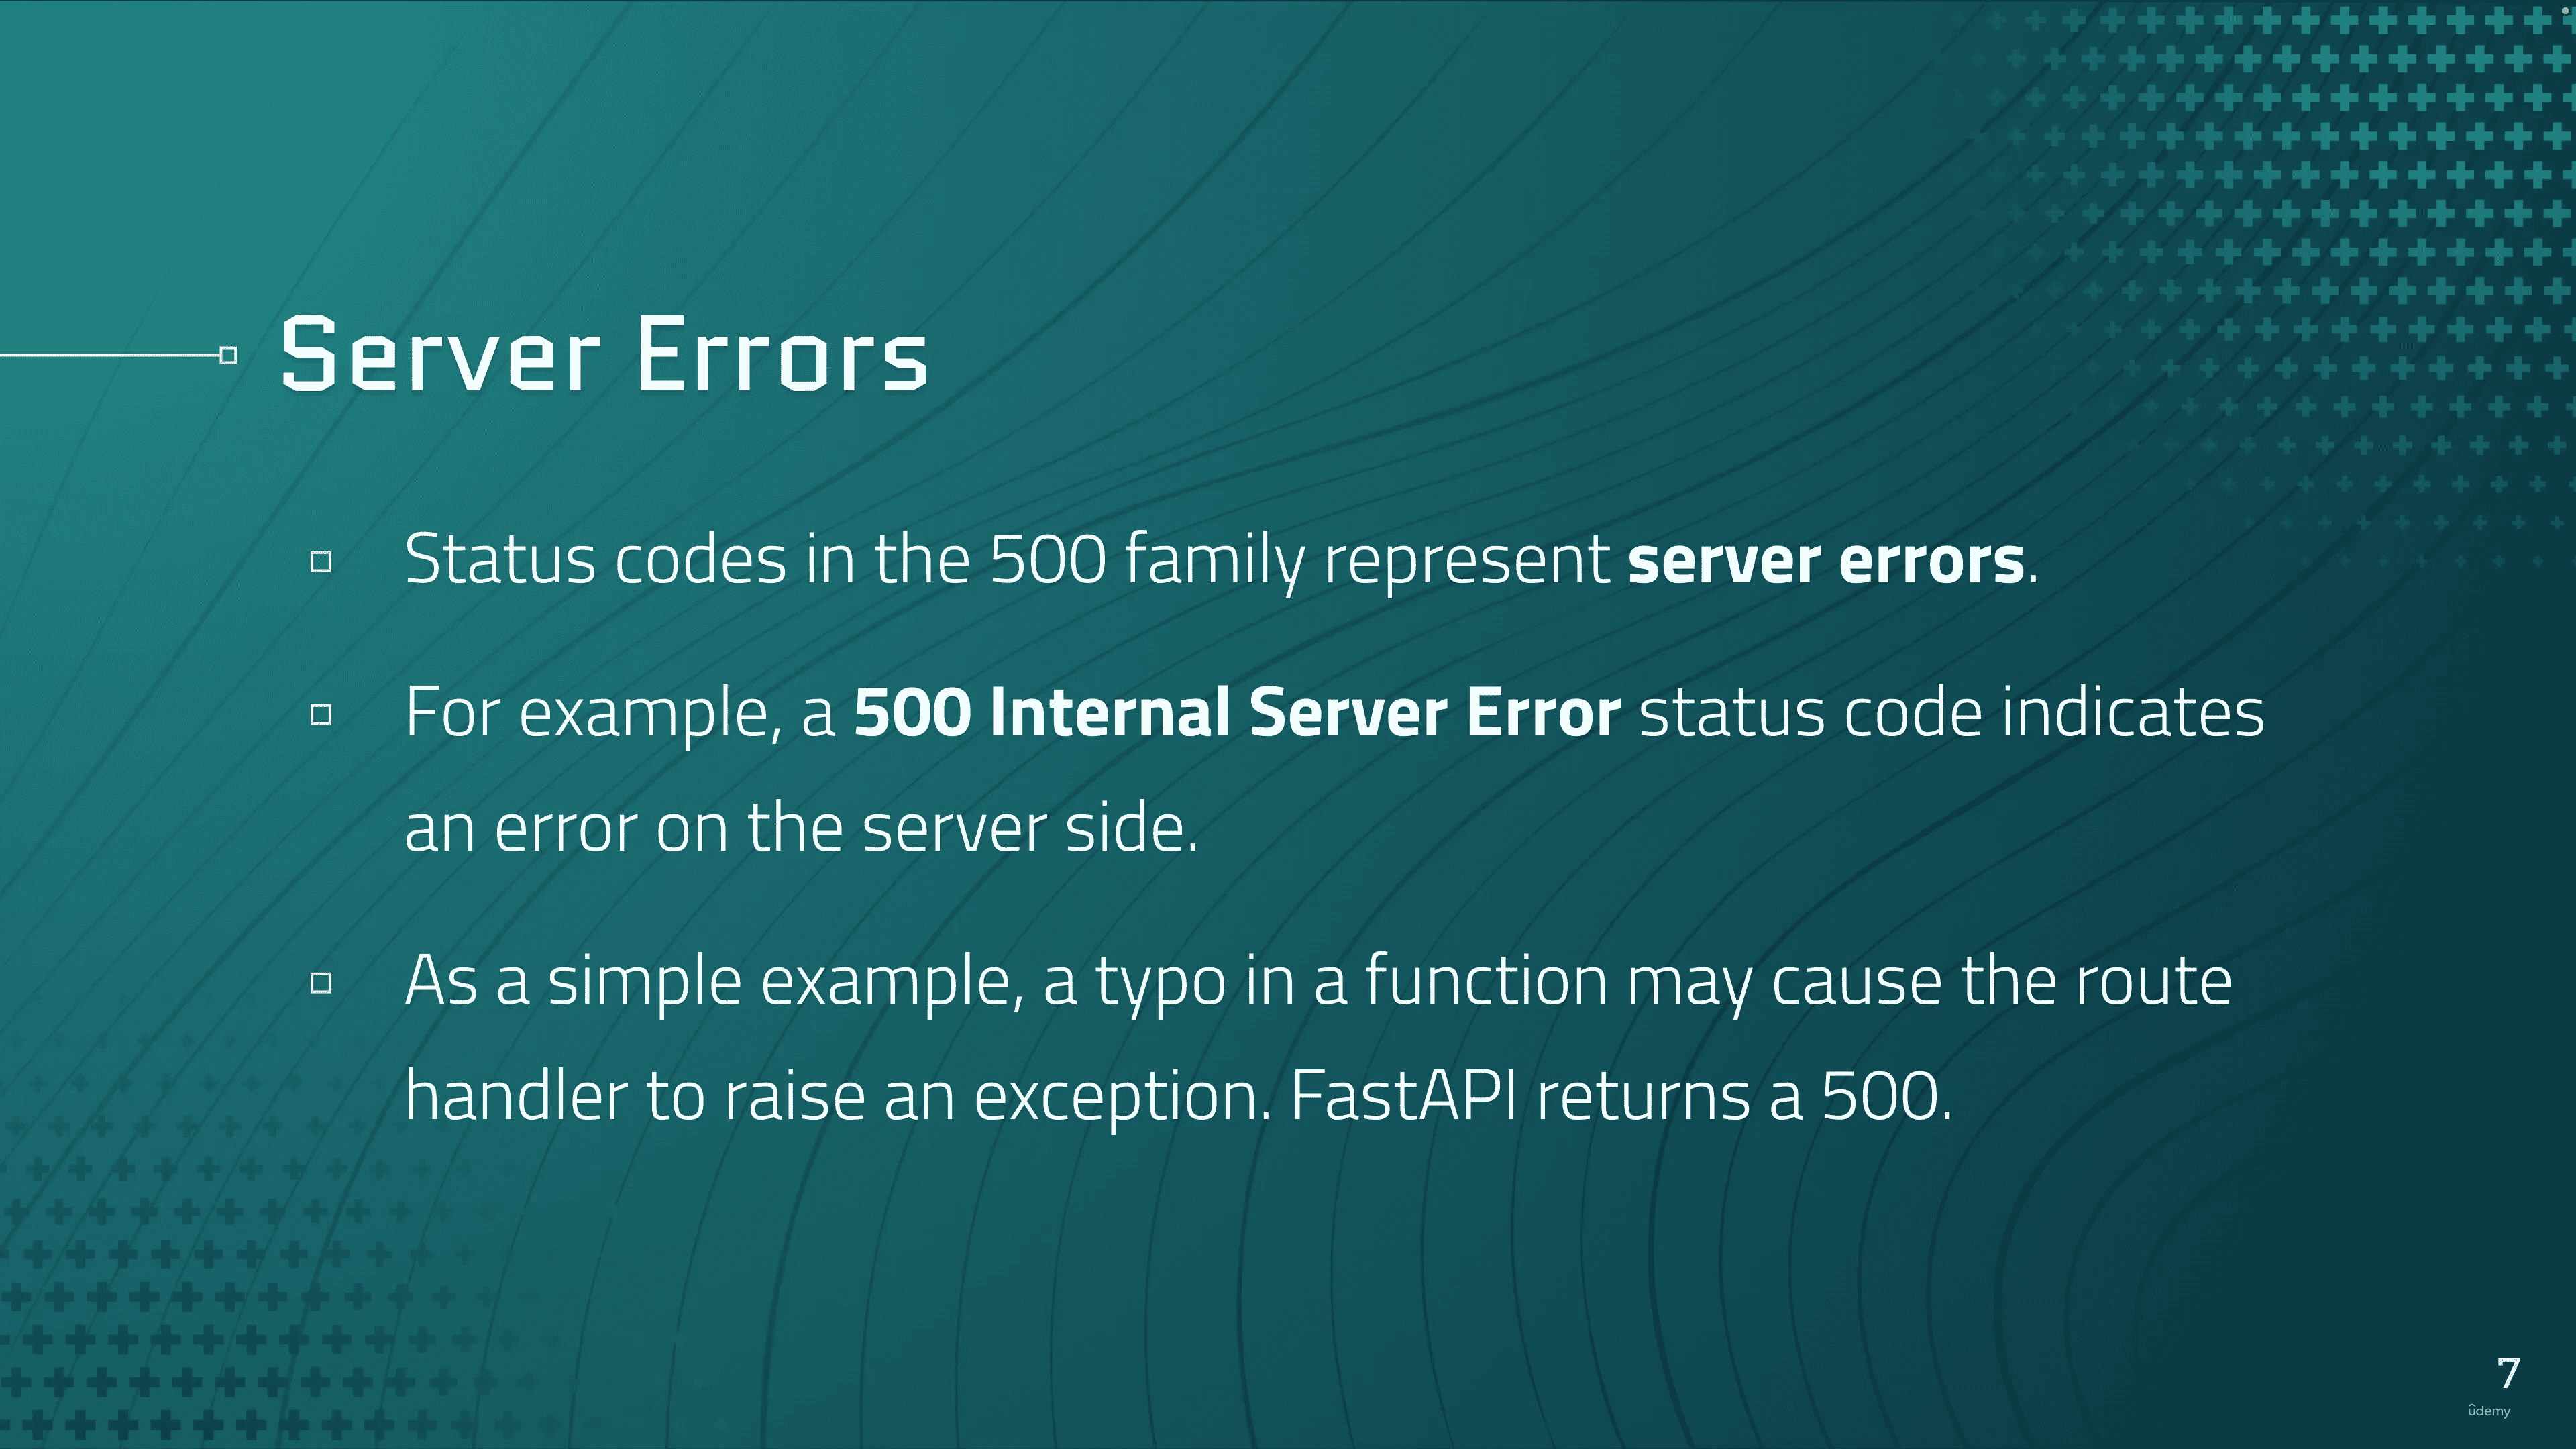 Server Errors
Status codes in the 500 family represent server errors.
For example, a 500 Internal Server Error status code indicates
an error on the server side.
As a simple example, a typo in a function may cause the route
handler to raise an exception. FastAPI returns a 500.
7
ûdemy